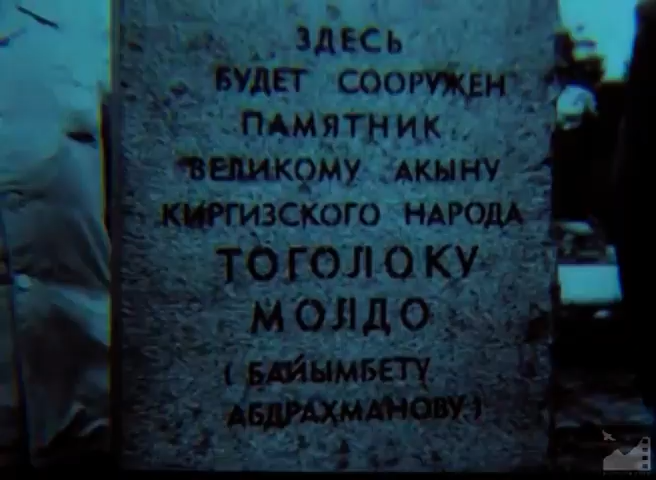 ЗДЕСЬ
БУДЕТ СООРУЖЕН
ПАМЯТНИК
ВЕЛИКОМУ АКЫНУ
КИРГИЗСКОГО НАРОДА
ТОГОЛОКУ
МОЛДО
( БАЙЫМБЕТУ
АБДРАХМАНОВУ )